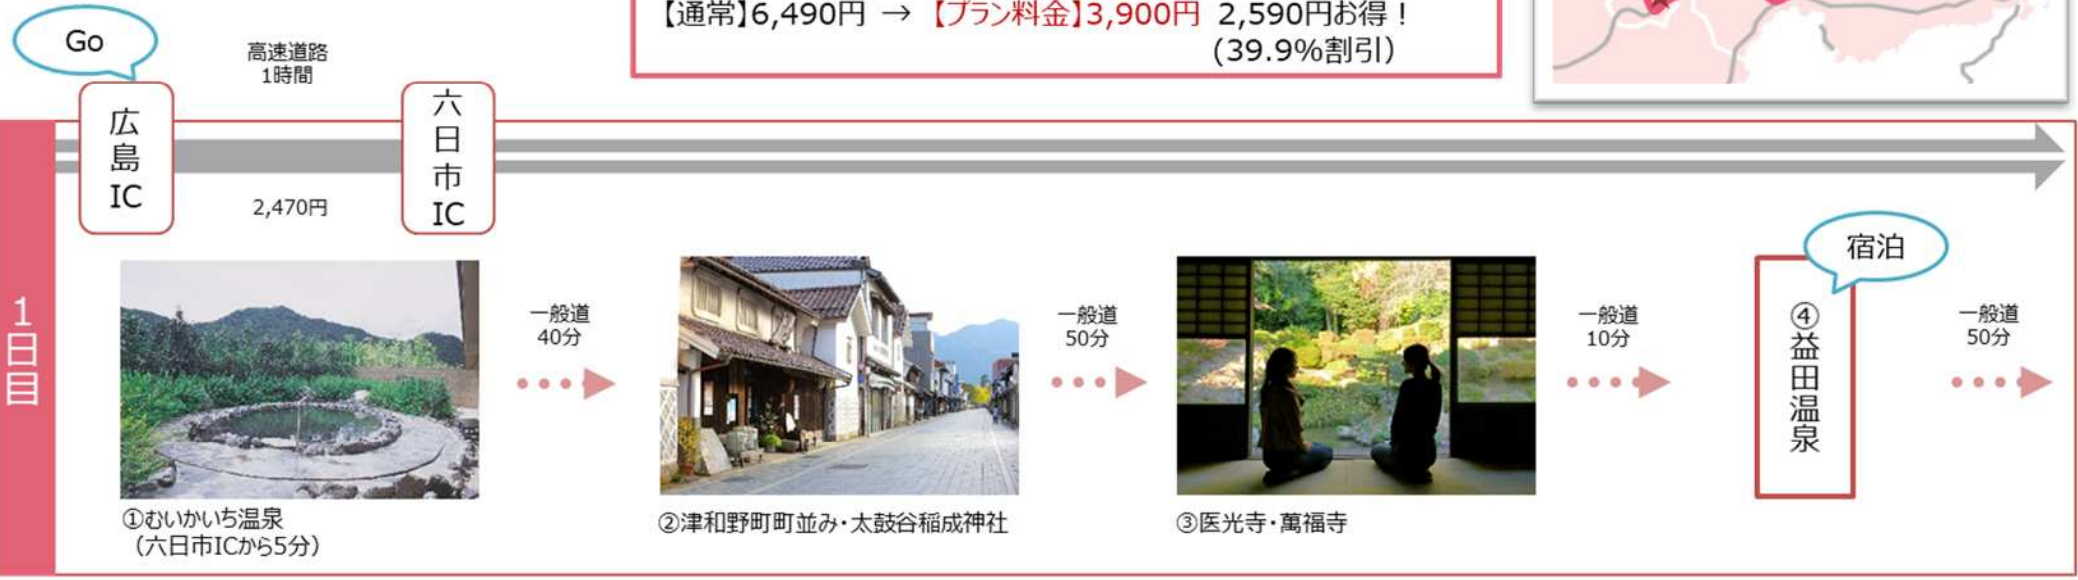 【通常】6,490円 → 【プラン料金】3,900円 2,590円お得！
(39.9％割引)
Go
高速道路
1時間
広島IC
六日市IC
2,470円
1日目
一般道
40分
一般道
50分
一般道
10分
宿泊
④益田温泉
一般道
50分
①むいかいち温泉
（六日市ICから5分）
②津和野町町並み・太鼓谷稲成神社
③医光寺・萬福寺